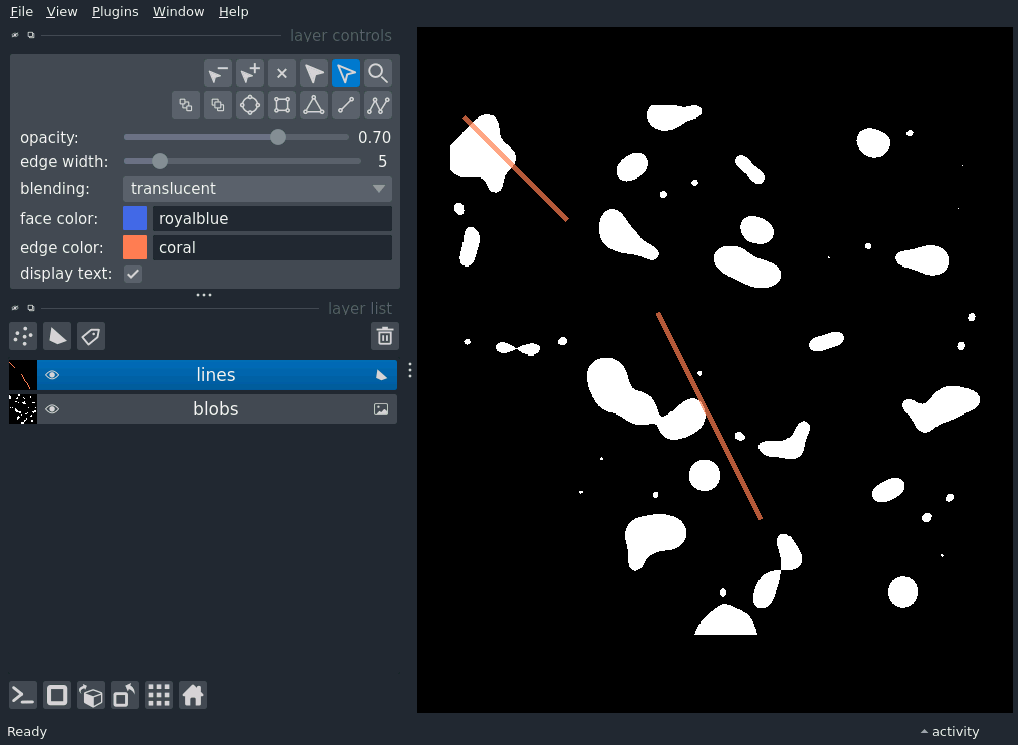 File View Plugins Window Help
layer controls
opacity: 0.70
edge width: 5
blending: translucent
face color: royalblue
edge color: coral
display text:
layer list
lines
blobs
Ready activity